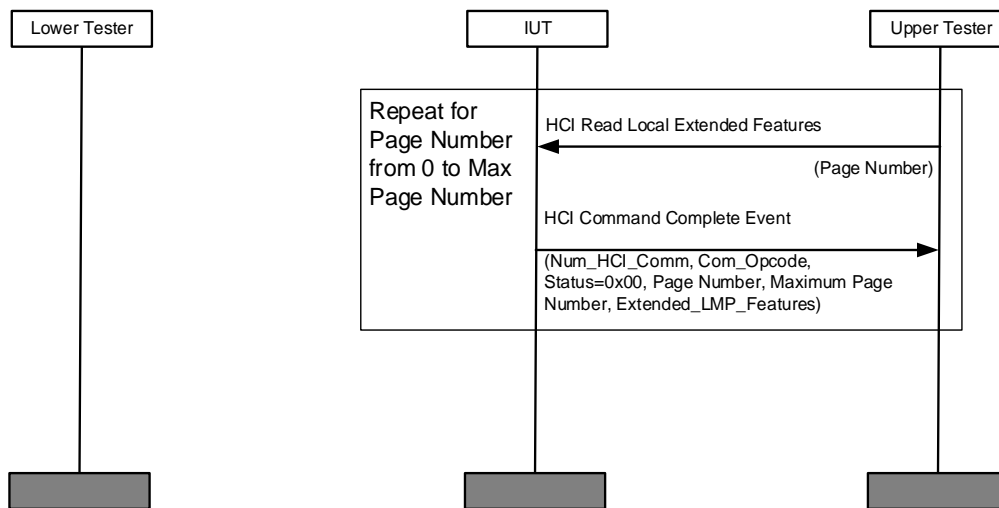 Lower Tester
IUT
Upper Tester
Repeat for
Page Number
from 0 to Max
Page Number
HCI Read Local Extended Features
(Page Number)
HCI Command Complete Event
(Num_HCI_Comm, Com_Opcode,
Status=0x00, Page Number, Maximum Page
Number, Extended_LMP_Features)